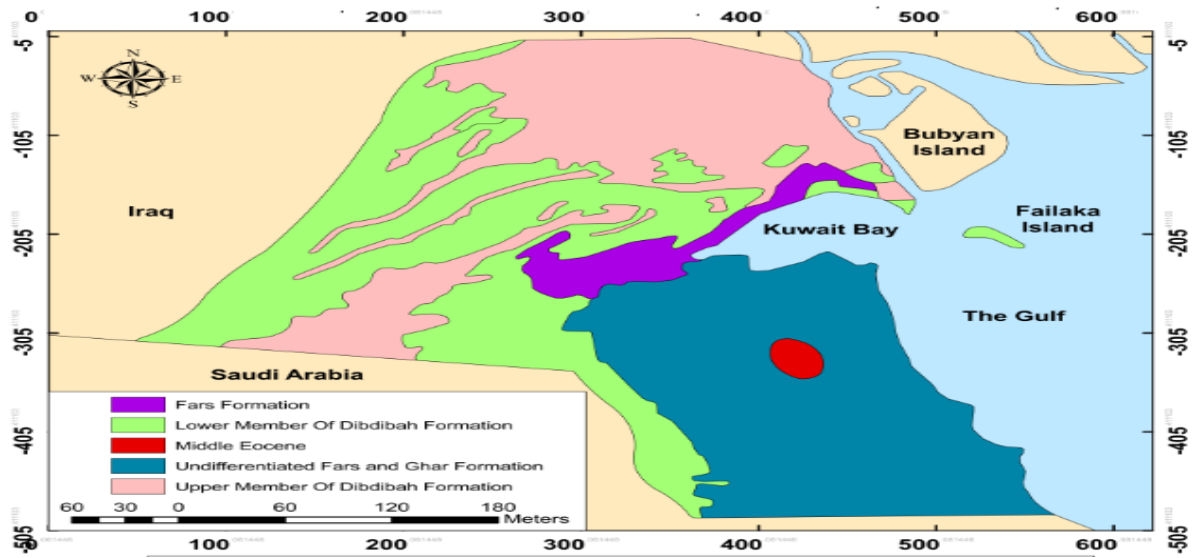 0 100 200 300 400 500 600
-5 -5
N
W E
S
-105 -105
Bubyan
Island
Iraq
Failaka
Island
-205 -205
Kuwait Bay
The Gulf
-305 -305
Saudi Arabia
Fars Formation
Lower Member Of Dibdibah Formation
Middle Eocene
-405 -405
Undifferentiated Fars and Ghar Formation
Upper Member Of Dibdibah Formation
60 30 0 60 120 180
Meters
-505 -505
100 200 300 400 500 600